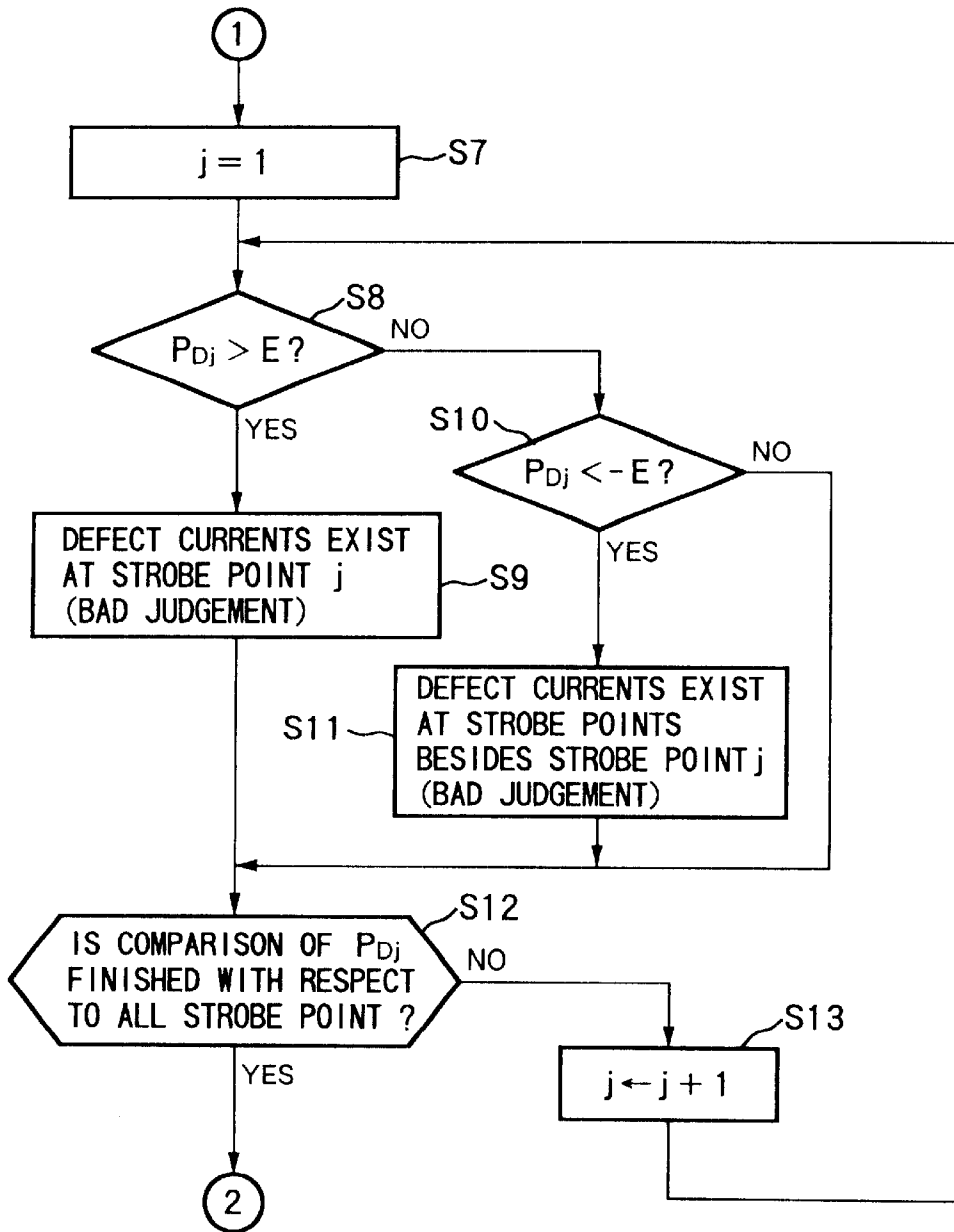 1
j = 1
S7
S8
P_Dj > E ?
NO
YES
S10
P_Dj < - E ?
NO
YES
DEFECT CURRENTS EXIST
AT STROBE POINT j
(BAD JUDGEMENT)
S9
S11
DEFECT CURRENTS EXIST
AT STROBE POINTS
BESIDES STROBE POINT j
(BAD JUDGEMENT)
S12
IS COMPARISON OF P_Dj
FINISHED WITH RESPECT
TO ALL STROBE POINT ?
NO
YES
S13
j ← j + 1
2